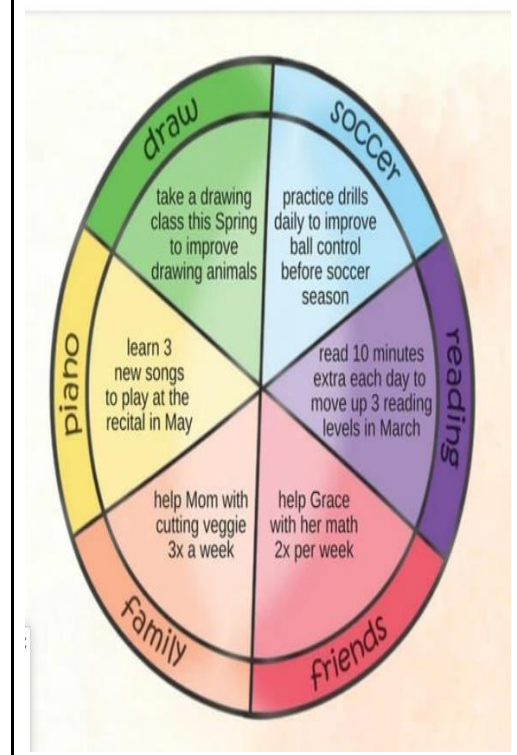 draw
take a drawing
class this Spring
to improve
drawing animals
soccer
practice drills
daily to improve
ball control
before soccer
season
reading
read 10 minutes
extra each day to
move up 3 reading
levels in March
friends
help Grace
with her math
2x per week
family
help Mom with
cutting veggie
3x a week
piano
learn 3
new songs
to play at the
recital in May